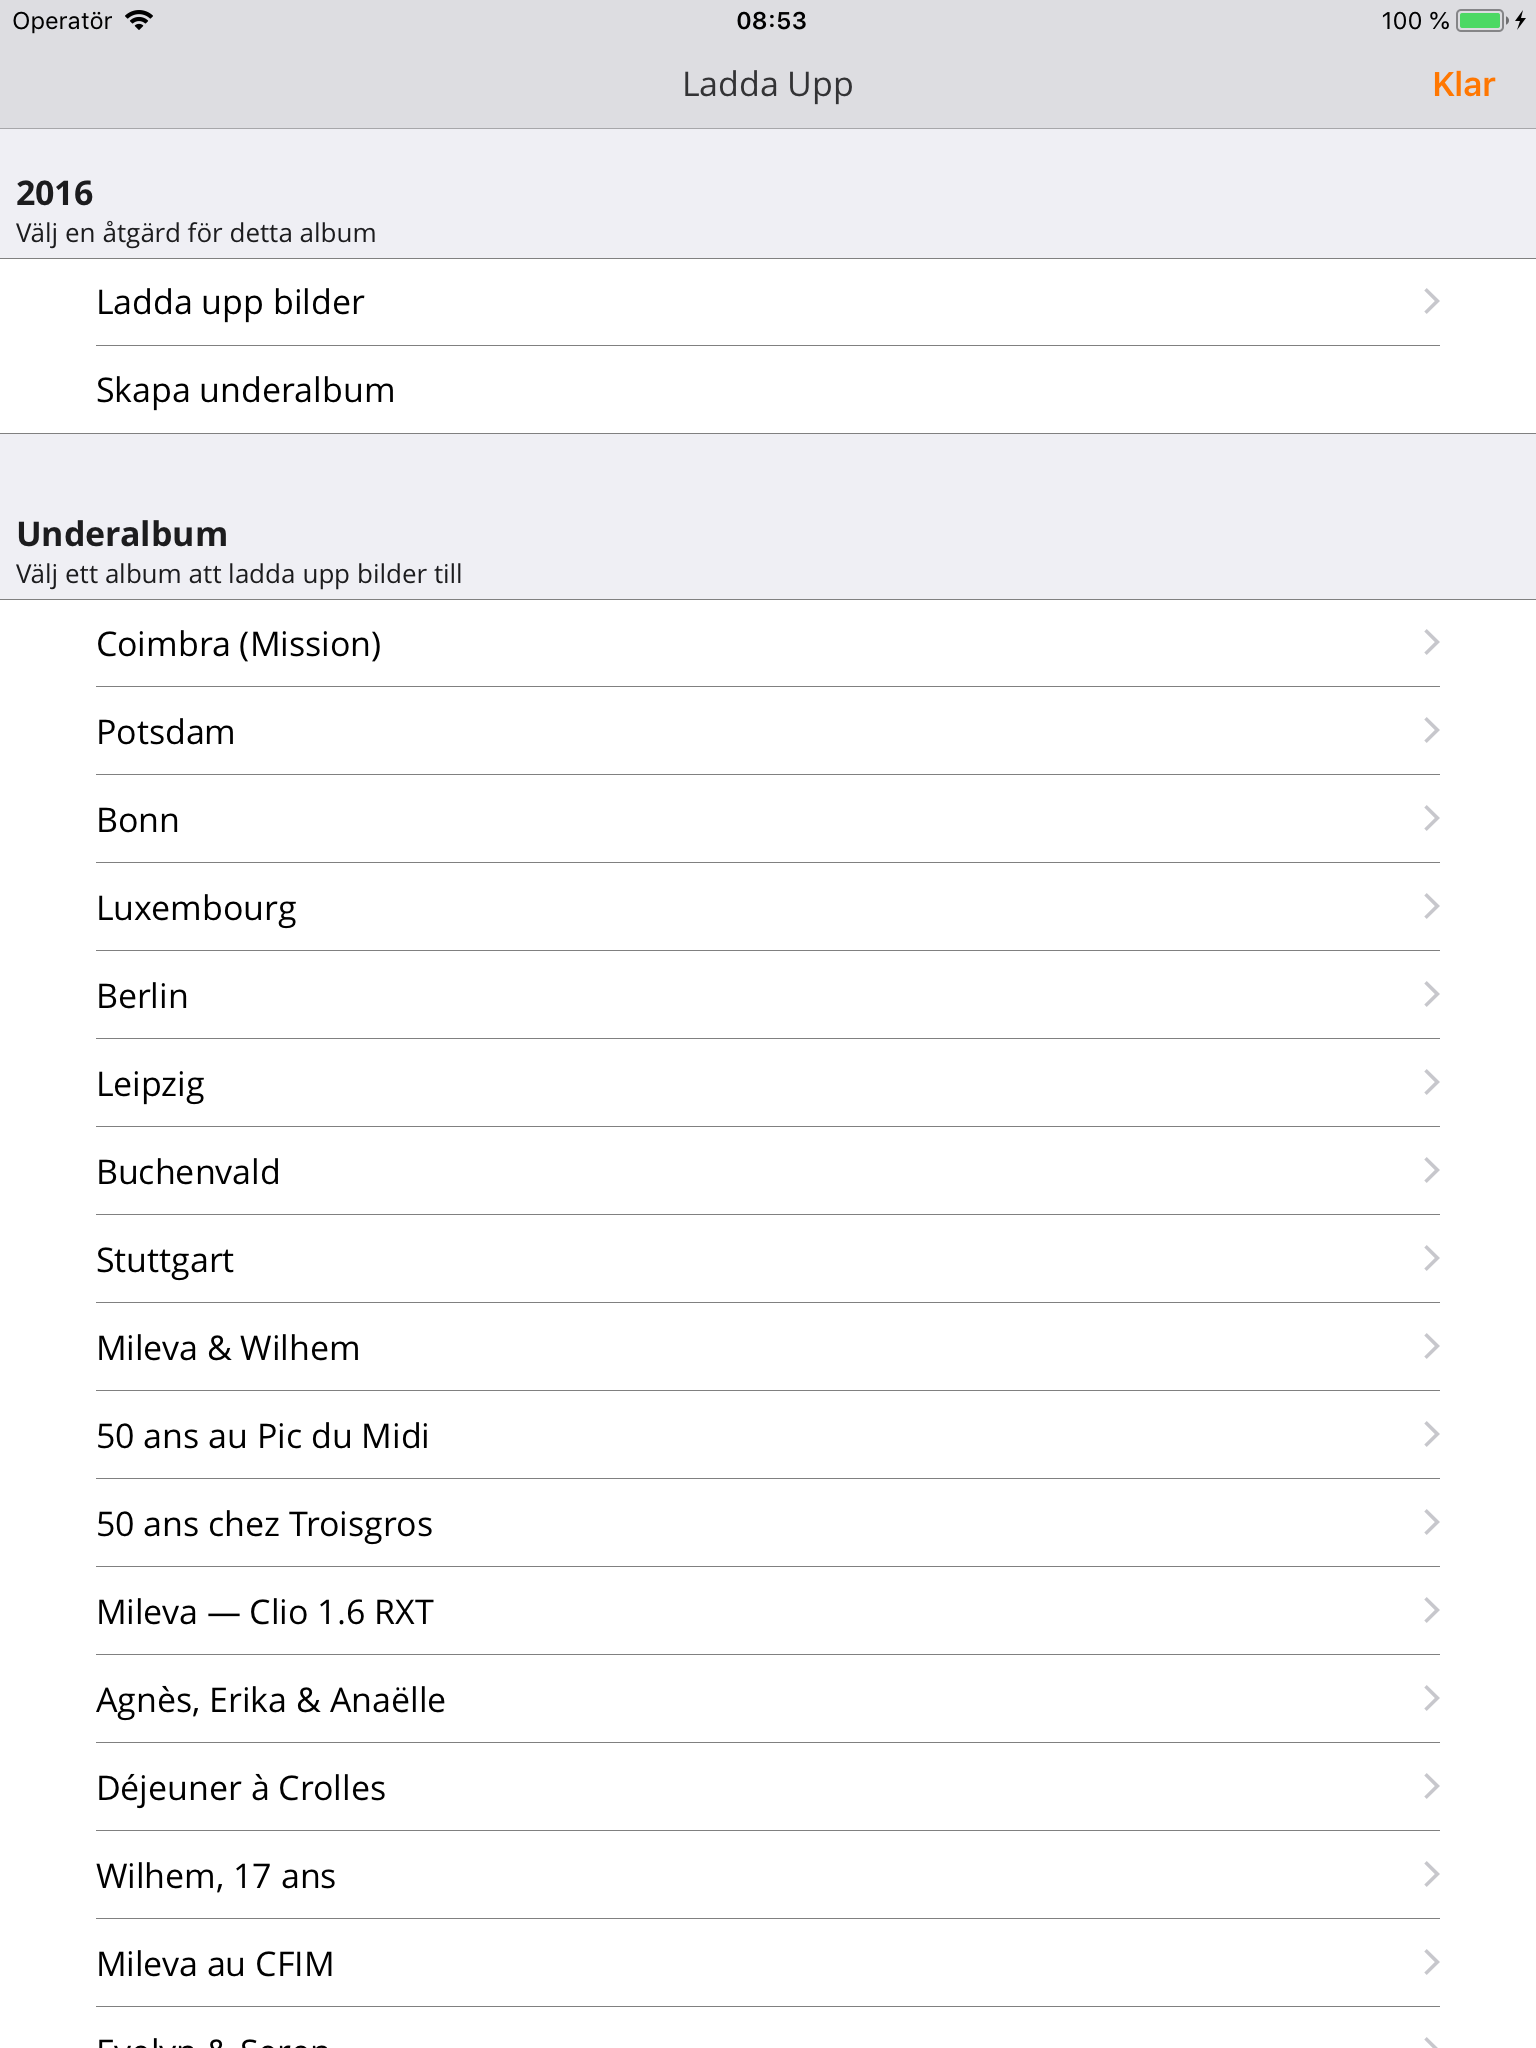 Operatör 08:53 100 %
Ladda Upp Klar
2016
Välj en åtgärd för detta album
Ladda upp bilder
Skapa underalbum
Underalbum
Välj ett album att ladda upp bilder till
Coimbra (Mission)
Potsdam
Bonn
Luxembourg
Berlin
Leipzig
Buchenvald
Stuttgart
Mileva & Wilhem
50 ans au Pic du Midi
50 ans chez Troisgros
Mileva — Clio 1.6 RXT
Agnès, Erika & Anaëlle
Déjeuner à Crolles
Wilhem, 17 ans
Mileva au CFIM